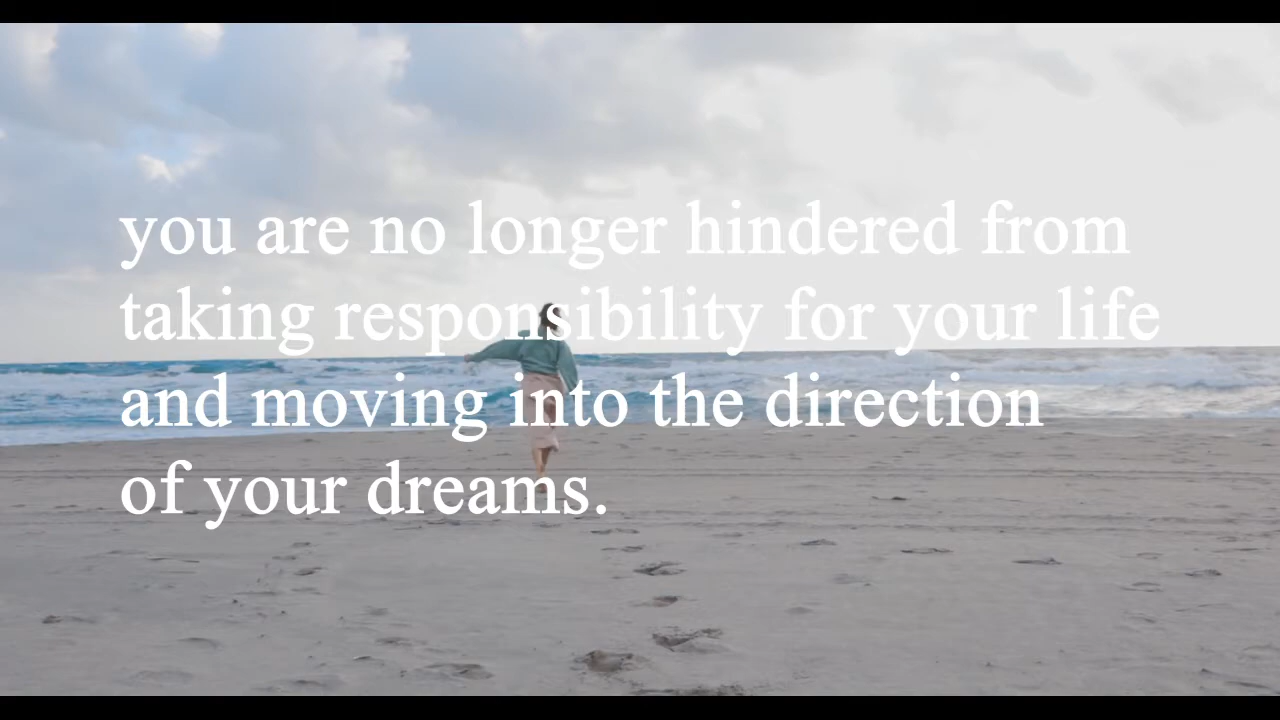 you are no longer hindered from
taking responsibility for your life
and moving into the direction
of your dreams.